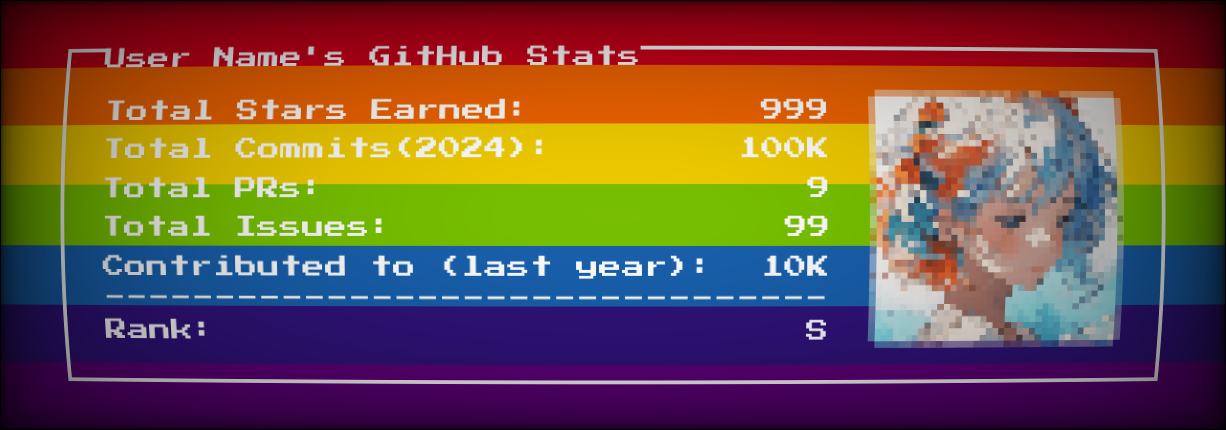 User Name's GitHub Stats
Total Stars Earned: 999
Total Commits(2024): 100K
Total PRs: 9
Total Issues: 99
Contributed to (last year): 10K
--------------------------------
Rank: S